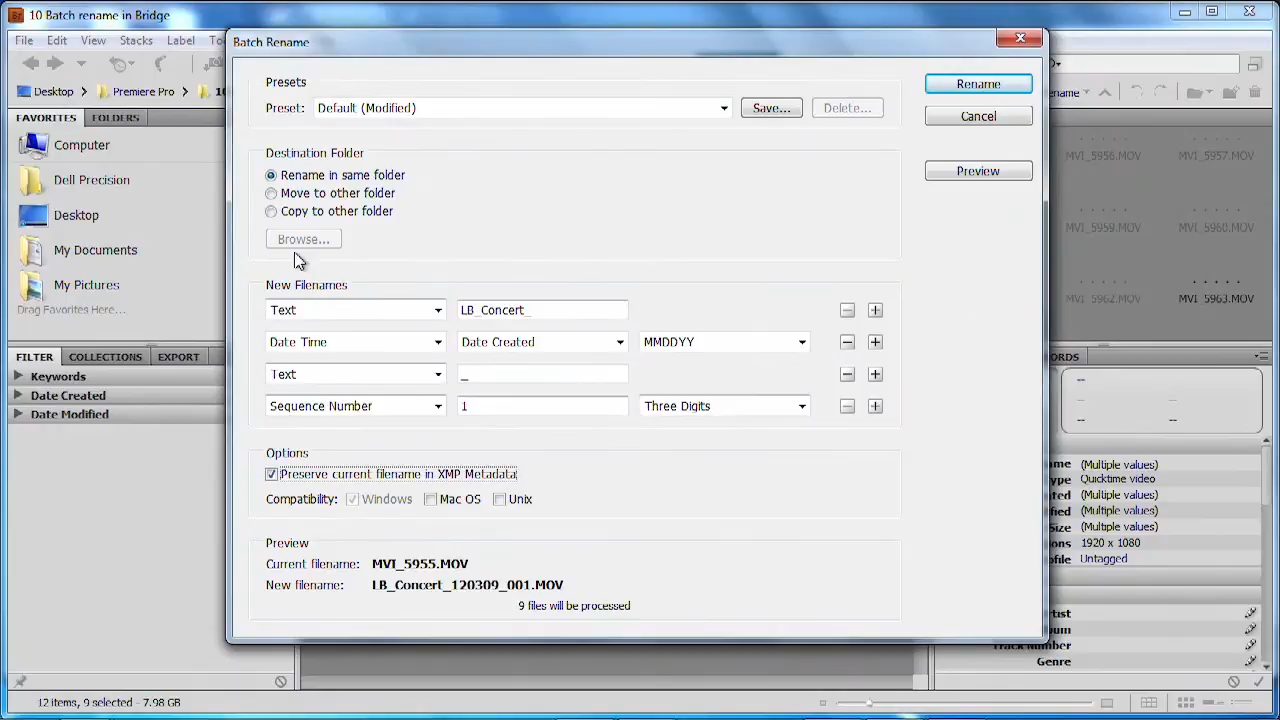 Br 10 Batch rename in Bridge
File Edit View Stacks Label
Batch Rename
Desktop Premiere Pro
FAVORITES FOLDERS
Computer
Dell Precision
Desktop
My Documents
My Pictures
Drag Favorites Here...
FILTER COLLECTIONS EXPORT
Keywords
Date Created
Date Modified
Presets
Preset: Default (Modified) Save... Delete...
Rename
Cancel
Preview
Destination Folder
Rename in same folder
Move to other folder
Copy to other folder
Browse...
New Filenames
Text LB_Concert_
Date Time Date Created MMDDYY
Text _
Sequence Number 1 Three Digits
Options
Preserve current filename in XMP Metadata
Compatibility: Windows Mac OS Unix
Preview
Current filename: MVI_5955.MOV
New filename: LB_Concert_120309_001.MOV
9 files will be processed
MVI_5956.MOV MVI_5957.MOV
MVI_5959.MOV MVI_5960.MOV
MVI_5962.MOV MVI_5963.MOV
(Multiple values)
Quicktime video
(Multiple values)
(Multiple values)
(Multiple values)
1920 x 1080
Untagged
Track Number
Genre
12 items, 9 selected - 7.98 GB